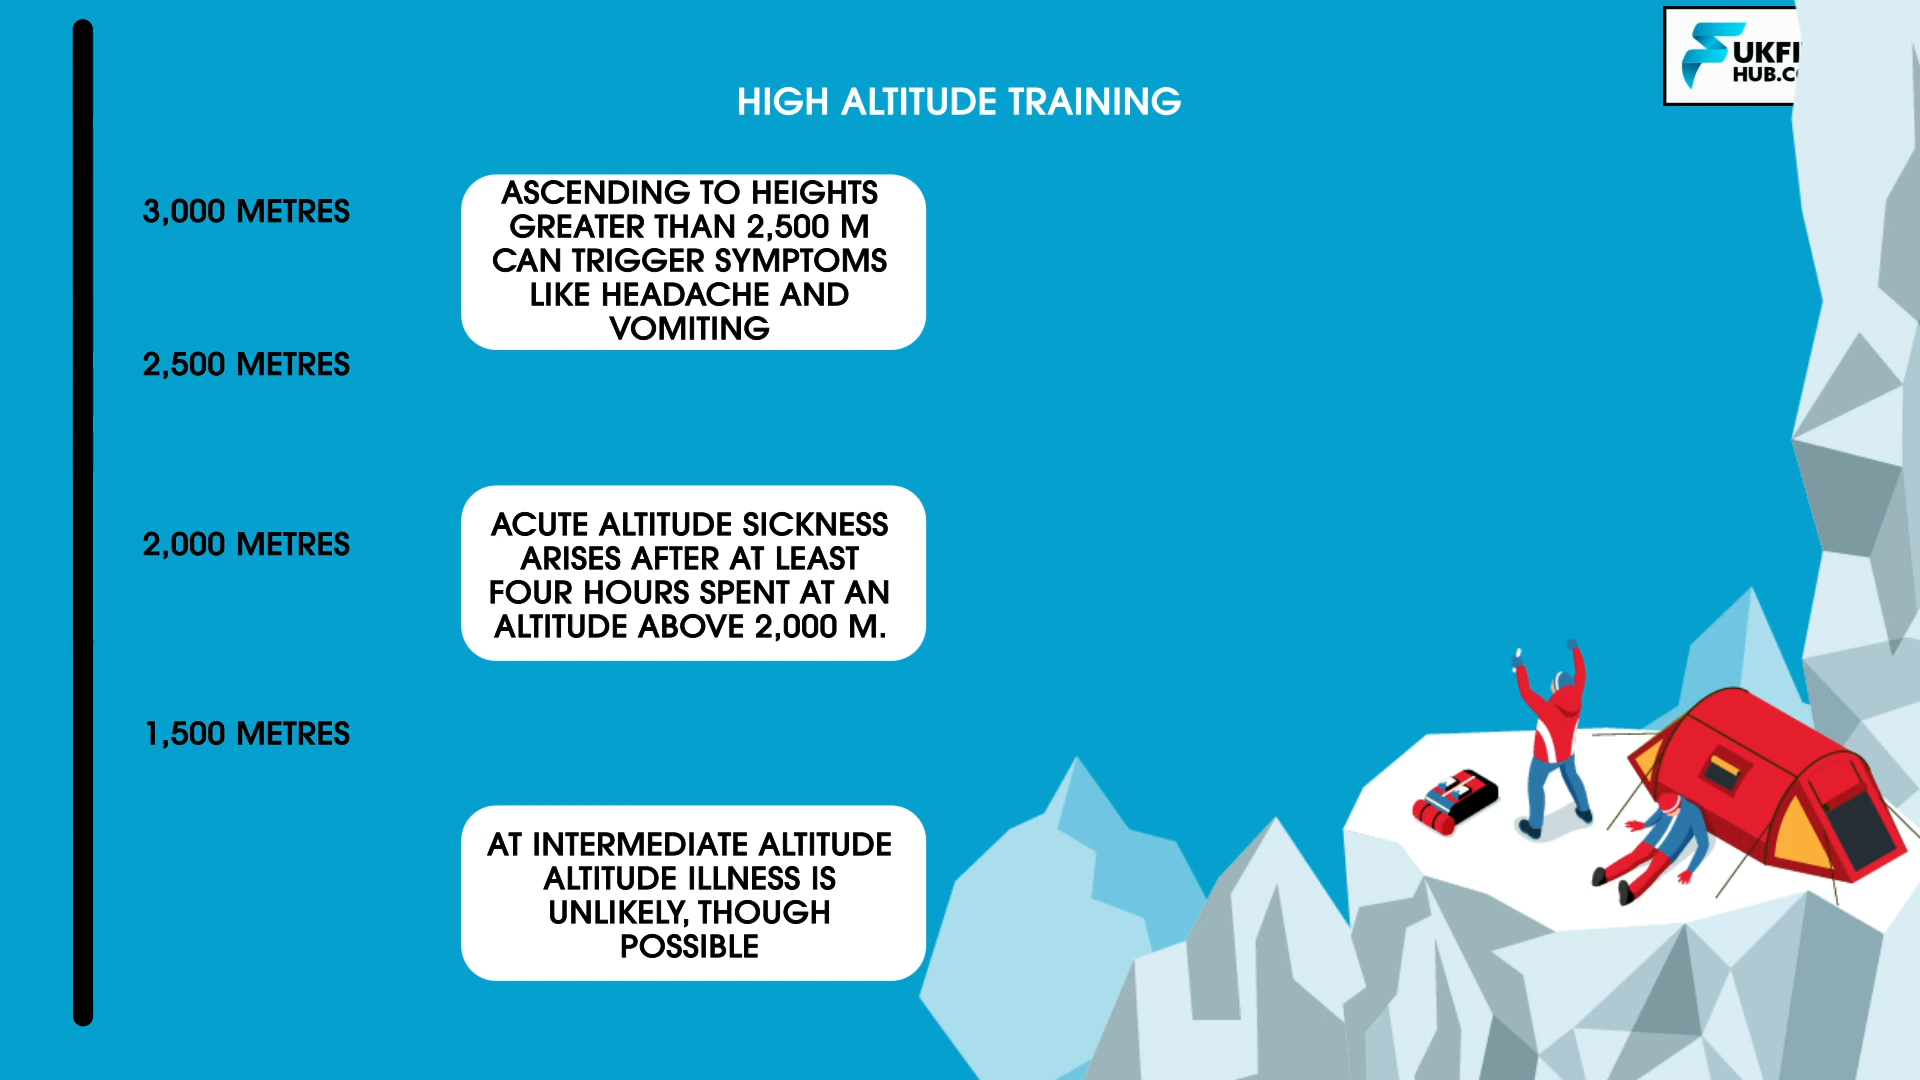 UKFI
HUB.C
HIGH ALTITUDE TRAINING
3,000 METRES
ASCENDING TO HEIGHTS
GREATER THAN 2,500 M
CAN TRIGGER SYMPTOMS
LIKE HEADACHE AND
VOMITING
2,500 METRES
2,000 METRES
ACUTE ALTITUDE SICKNESS
ARISES AFTER AT LEAST
FOUR HOURS SPENT AT AN
ALTITUDE ABOVE 2,000 M.
1,500 METRES
AT INTERMEDIATE ALTITUDE
ALTITUDE ILLNESS IS
UNLIKELY, THOUGH
POSSIBLE